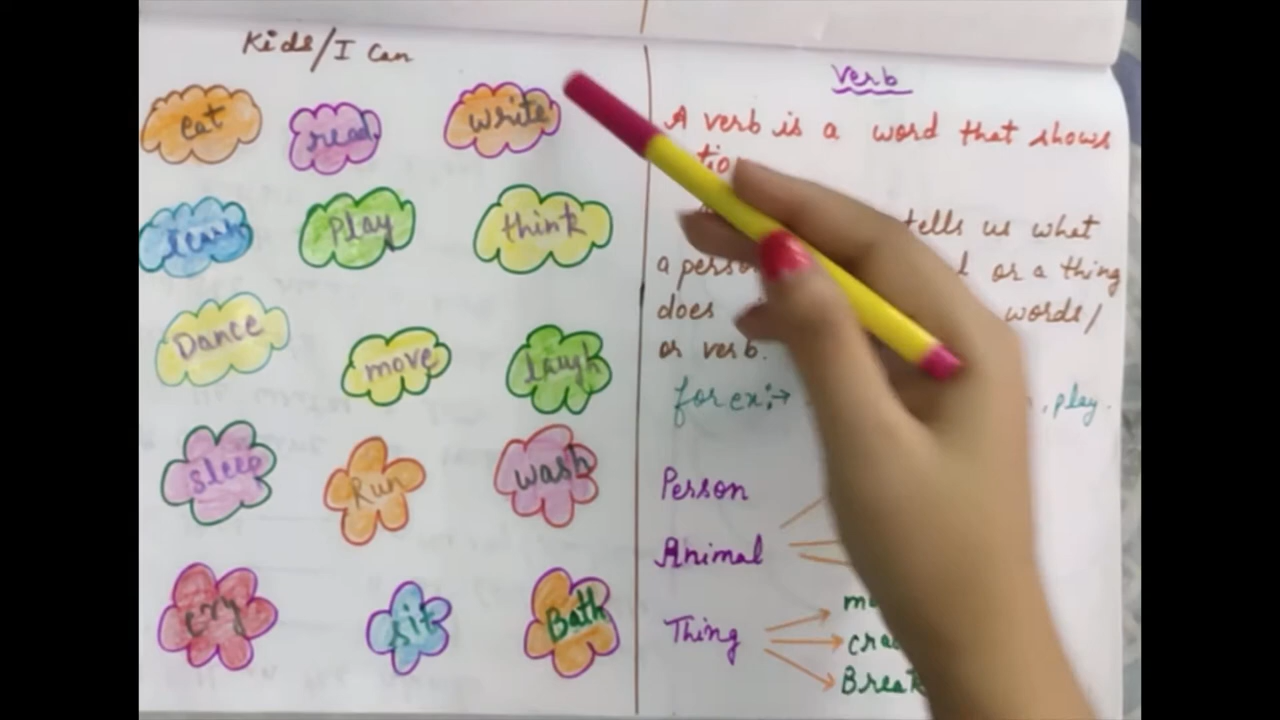 Kids/I Can
eat read write
learn Play think
Dance move laugh
sleep Run wash
cry sit Bath
Verb
A verb is a word that shows
tells us what
a person or a thing
does words/
or verb.
for ex:→ , play.
Person
Animal
Thing
Break